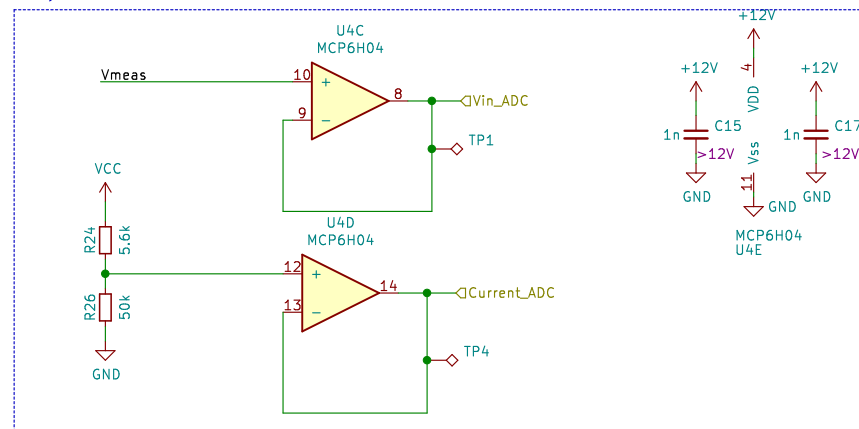 U4C
MCP6H04
Vmeas
10
+
9
−
8
Vin_ADC
TP1
VCC
R24
5.6k
R26
50k
GND
U4D
MCP6H04
12
+
13
−
14
Current_ADC
TP4
+12V
4
VDD
Vss
11
GND
MCP6H04
U4E
+12V
C15
1n
>12V
GND
+12V
C17
1n
>12V
GND